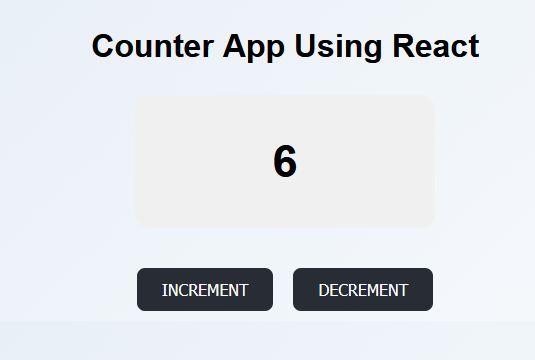 Counter App Using React
6
INCREMENT DECREMENT